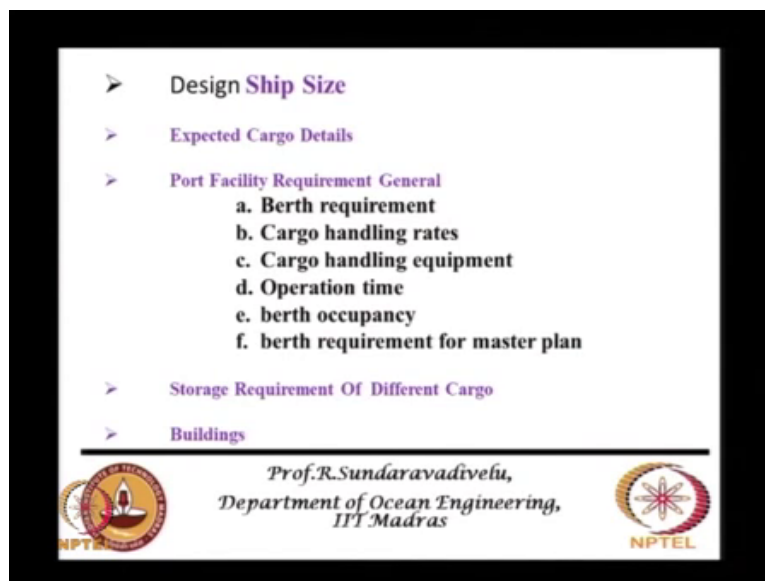 ➢ Design Ship Size
➢ Expected Cargo Details
➢ Port Facility Requirement General
a. Berth requirement
b. Cargo handling rates
c. Cargo handling equipment
d. Operation time
e. berth occupancy
f. berth requirement for master plan
➢ Storage Requirement Of Different Cargo
➢ Buildings
Prof.R.Sundaravadivelu,
Department of Ocean Engineering,
IIT Madras
NPTEL
NPTEL